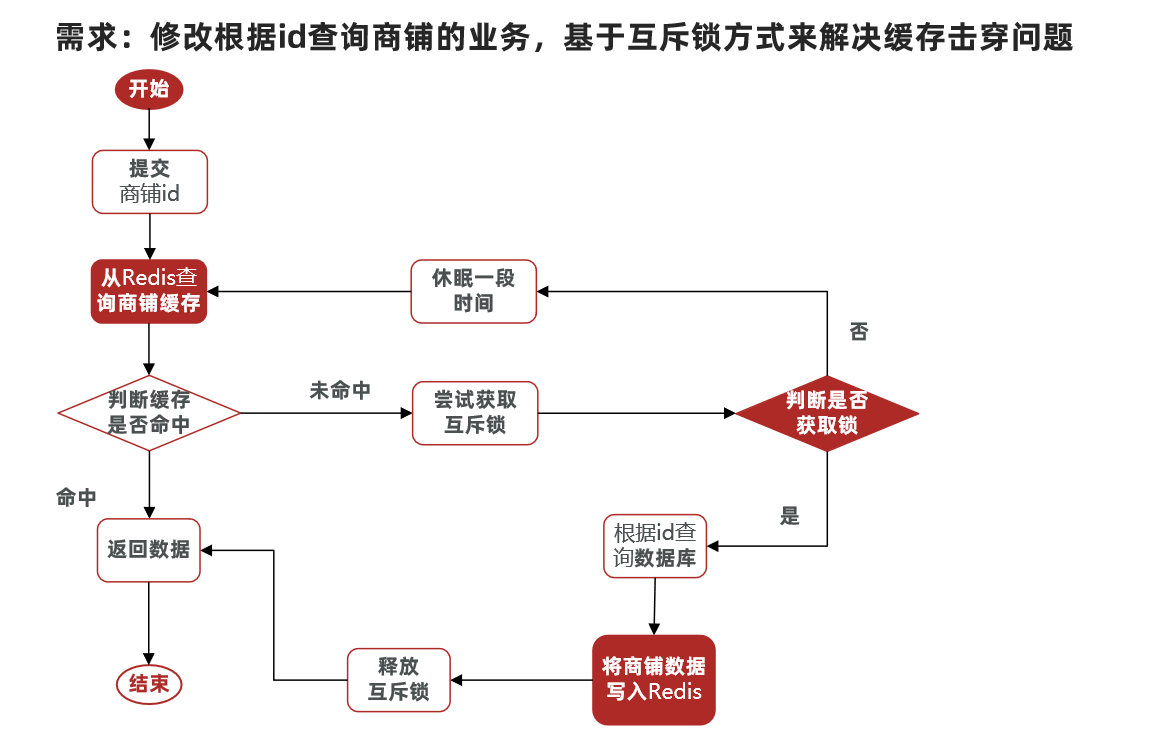 需求：修改根据id查询商铺的业务，基于互斥锁方式来解决缓存击穿问题
开始
提交
商铺id
从Redis查
询商铺缓存
休眠一段
时间
否
判断缓存
是否命中
未命中
尝试获取
互斥锁
判断是否
获取锁
命中
是
返回数据
根据id查
询数据库
将商铺数据
写入Redis
释放
互斥锁
结束